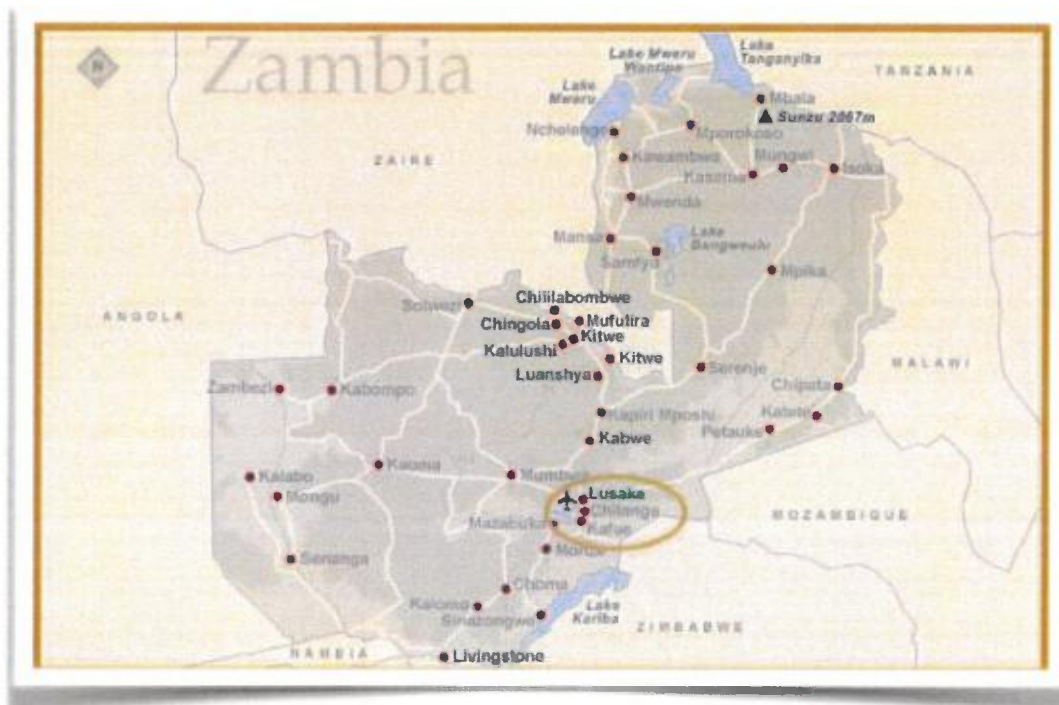 N
Zambia
Lake Mweru
Wantipa
Lake
Tanganyika
TANZANIA
Lake
Mweru
Mbala
Sunzu 2067m
Nchelenge
Mporokoso
ZAIRE
Kawambwa
Mungwi
Kasama
Isoka
Mwenda
Mansa
Lake
Bangweulu
Samfya
Mpika
Solwezi
Chililabombwe
ANGOLA
Chingola
Mufulira
Kitwe
Kalulushi
Kitwe
MALAWI
Luanshya
Serenje
Zambezi
Kabompo
Chipata
Kapiri Mposhi
Katete
Petauke
Kabwe
Kaoma
Mumbwa
Kalabo
Lusaka
Mongu
Chilanga
MOZAMBIQUE
Mazabuka
Kafue
Monze
Senanga
Choma
Kalomo
Lake
Kariba
Sinazongwe
ZIMBABWE
NAMBIA
Livingstone